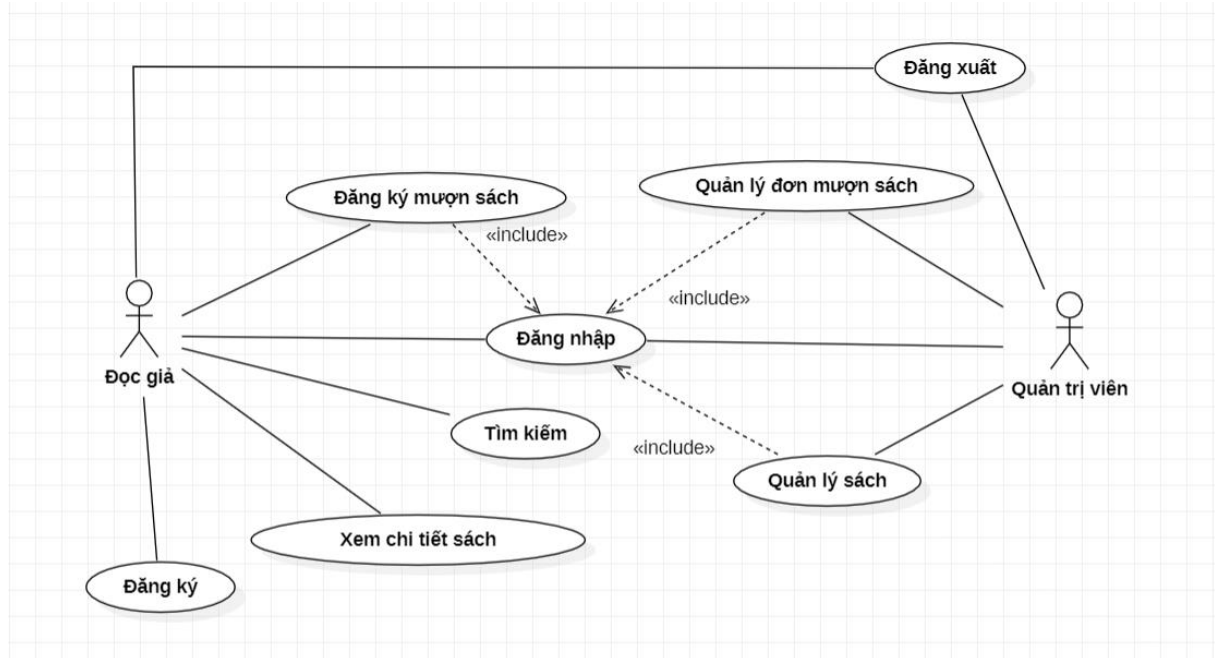 Đăng xuất
Quản lý đơn mượn sách
Đăng ký mượn sách
«include»
«include»
Đăng nhập
Đọc giả
Quản trị viên
Tìm kiếm
«include»
Quản lý sách
Xem chi tiết sách
Đăng ký